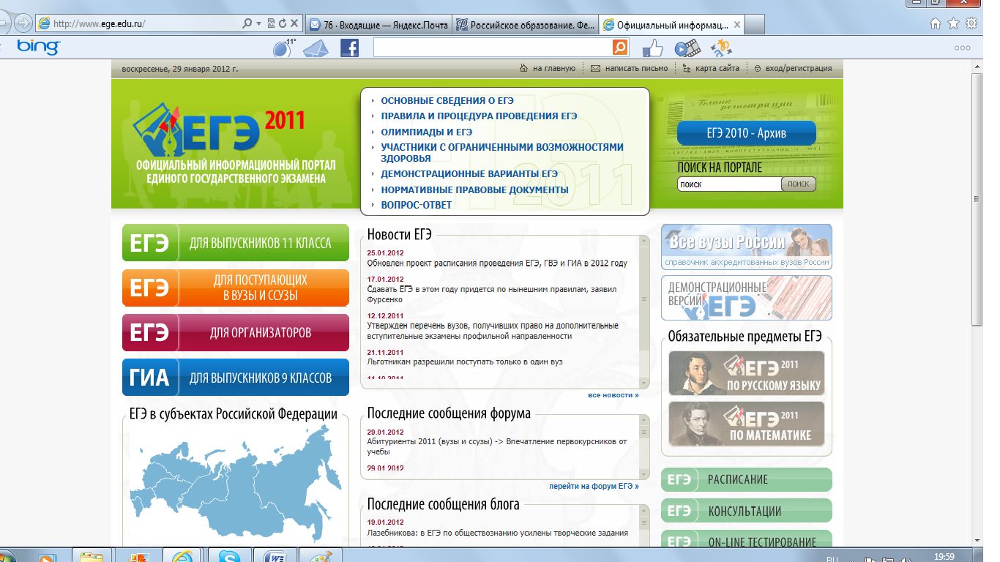 http://www.ege.edu.ru/
76 · Входящие — Яндекс.Почта
Российское образование. Фе...
Официальный информац...
bing
11°
воскресенье, 29 января 2012 г.
на главную
написать письмо
карта сайта
вход/регистрация
ЕГЭ 2011
ОФИЦИАЛЬНЫЙ ИНФОРМАЦИОННЫЙ ПОРТАЛ
ЕДИНОГО ГОСУДАРСТВЕННОГО ЭКЗАМЕНА
ОСНОВНЫЕ СВЕДЕНИЯ О ЕГЭ
ПРАВИЛА И ПРОЦЕДУРА ПРОВЕДЕНИЯ ЕГЭ
ОЛИМПИАДЫ И ЕГЭ
УЧАСТНИКИ С ОГРАНИЧЕННЫМИ ВОЗМОЖНОСТЯМИ
ЗДОРОВЬЯ
ДЕМОНСТРАЦИОННЫЕ ВАРИАНТЫ ЕГЭ
НОРМАТИВНЫЕ ПРАВОВЫЕ ДОКУМЕНТЫ
ВОПРОС-ОТВЕТ
2011
Бланк
регистрации
ЕГЭ 2010 - Архив
ПОИСК НА ПОРТАЛЕ
поиск
ПОИСК
ЕГЭ ДЛЯ ВЫПУСКНИКОВ 11 КЛАССА
ЕГЭ ДЛЯ ПОСТУПАЮЩИХ
В ВУЗЫ И ССУЗЫ
ЕГЭ ДЛЯ ОРГАНИЗАТОРОВ
ГИА ДЛЯ ВЫПУСКНИКОВ 9 КЛАССОВ
ЕГЭ в субъектах Российской Федерации
Новости ЕГЭ
25.01.2012
Обновлен проект расписания проведения ЕГЭ, ГВЭ и ГИА в 2012 году
17.01.2012
Сдавать ЕГЭ в этом году придется по нынешним правилам, заявил
Фурсенко
12.12.2011
Утвержден перечень вузов, получивших право на дополнительные
вступительные экзамены профильной направленности
21.11.2011
Льготникам разрешили поступать только в один вуз
11.10.2011
все новости »
Последние сообщения форума
29.01.2012
Абитуриенты 2011 (вузы и ссузы) -> Впечатление первокурсников от
учебы
29.01.2012
перейти на форум ЕГЭ »
Последние сообщения блога
19.01.2012
Лазебникова: в ЕГЭ по обществознанию усилены творческие задания
Все вузы России
справочник аккредитованных вузов России
ДЕМОНСТРАЦИОННЫЕ
ВЕРСИИ ЕГЭ
Обязательные предметы ЕГЭ
ЕГЭ 2011
ПО РУССКОМУ ЯЗЫКУ
ЕГЭ 2011
ПО МАТЕМАТИКЕ
ЕГЭ РАСПИСАНИЕ
ЕГЭ КОНСУЛЬТАЦИИ
ЕГЭ ON-LINE ТЕСТИРОВАНИЕ
RU
19:59